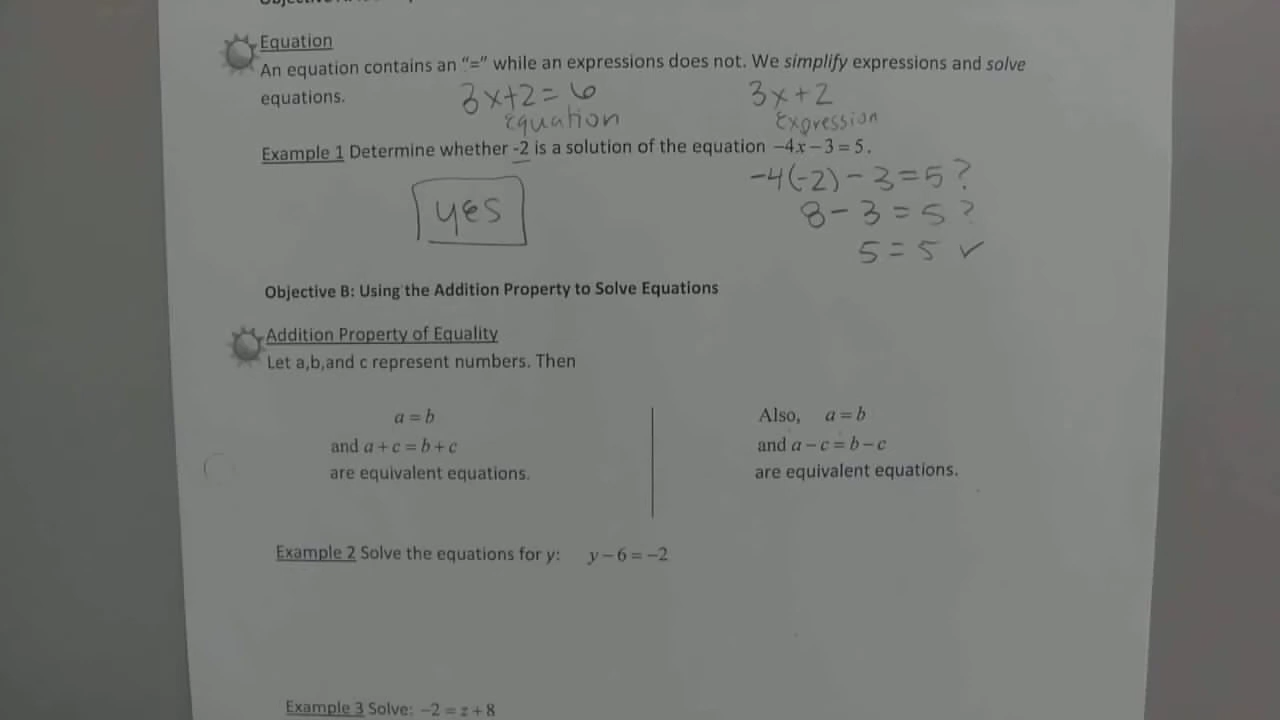 Equation
An equation contains an “=” while an expressions does not. We simplify expressions and solve
equations.
3x+2=6 3x+2
Equation Expression
Example 1 Determine whether -2 is a solution of the equation −4x−3=5.
-4(-2)-3=5?
yes
8-3=5?
5=5 ✓
Objective B: Using the Addition Property to Solve Equations
Addition Property of Equality
Let a,b,and c represent numbers. Then
a=b
and a+c=b+c
are equivalent equations.
Also, a=b
and a−c=b−c
are equivalent equations.
Example 2 Solve the equations for y: y−6=−2
Example 3 Solve: −2=z+8